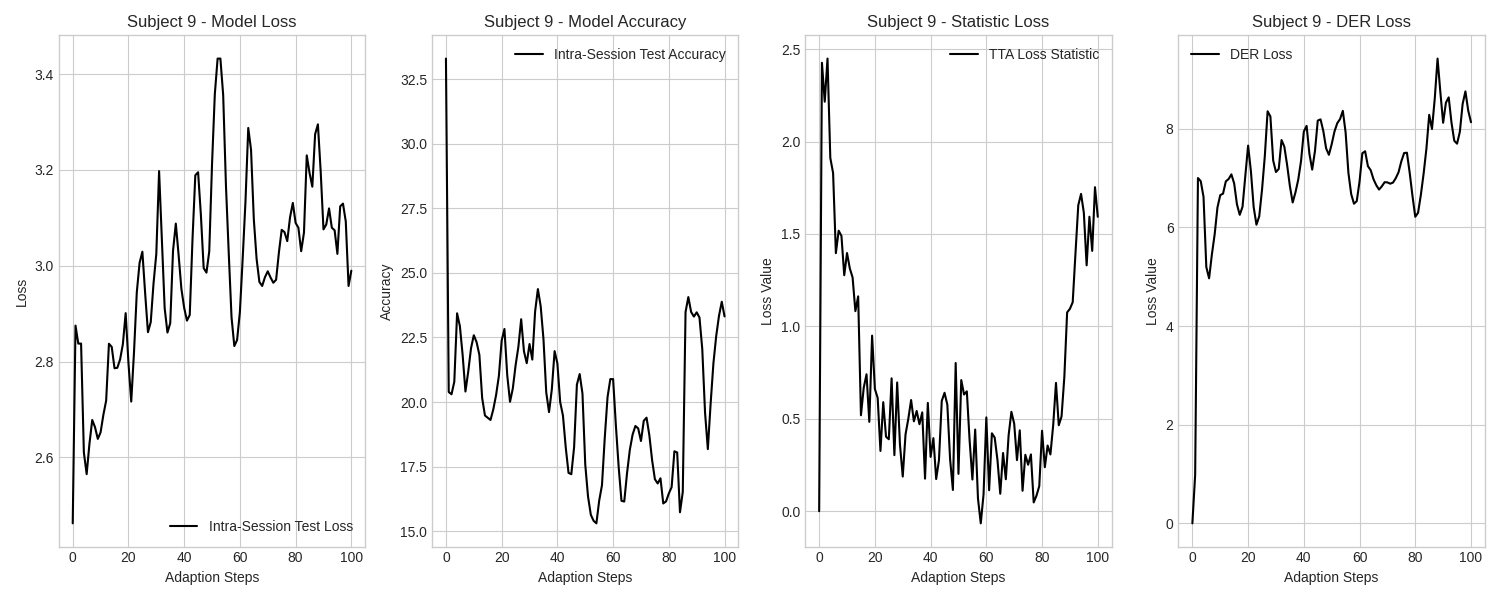 Subject 9 - Model Loss
3.4
3.2
3.0
2.8
2.6
Loss
Intra-Session Test Loss
0 20 40 60 80 100
Adaption Steps
Subject 9 - Model Accuracy
Intra-Session Test Accuracy
32.5
30.0
27.5
25.0
22.5
20.0
17.5
15.0
Accuracy
0 20 40 60 80 100
Adaption Steps
Subject 9 - Statistic Loss
TTA Loss Statistic
2.5
2.0
1.5
1.0
0.5
0.0
Loss Value
0 20 40 60 80 100
Adaption Steps
Subject 9 - DER Loss
DER Loss
8
6
4
2
0
Loss Value
0 20 40 60 80 100
Adaption Steps